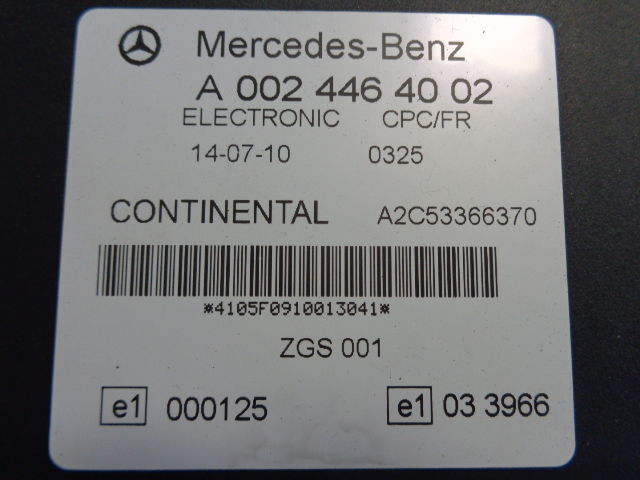 Mercedes-Benz
A 002 446 40 02
ELECTRONIC CPC/FR
14-07-10 0325
CONTINENTAL A2C53366370
*4105F0910013041*
ZGS 001
e1 000125 e1 03 3966